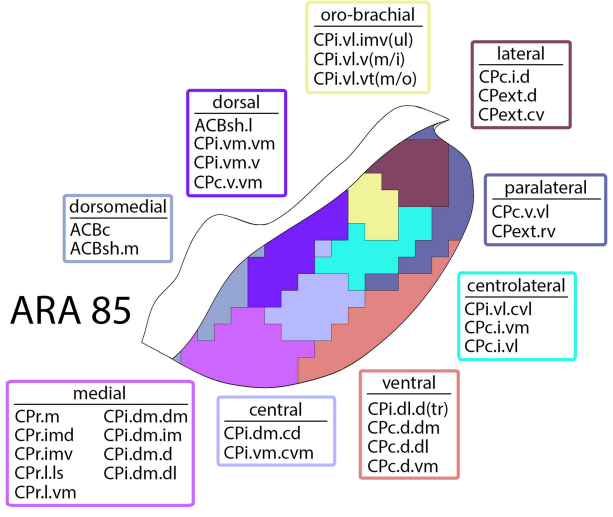 oro-brachial
CPi.vl.imv(ul)
CPi.vl.v(m/i)
CPi.vl.vt(m/o)
lateral
CPc.i.d
CPext.d
CPext.cv
dorsal
ACBsh.l
CPi.vm.vm
CPi.vm.v
CPc.v.vm
dorsomedial
ACBc
ACBsh.m
paralateral
CPc.v.vl
CPext.rv
ARA 85
centrolateral
CPi.vl.cvl
CPc.i.vm
CPc.i.vl
medial
CPr.m CPi.dm.dm
CPr.imd CPi.dm.im
CPr.imv CPi.dm.d
CPr.l.ls CPi.dm.dl
CPr.l.vm
central
CPi.dm.cd
CPi.vm.cvm
ventral
CPi.dl.d(tr)
CPc.d.dm
CPc.d.dl
CPc.d.vm